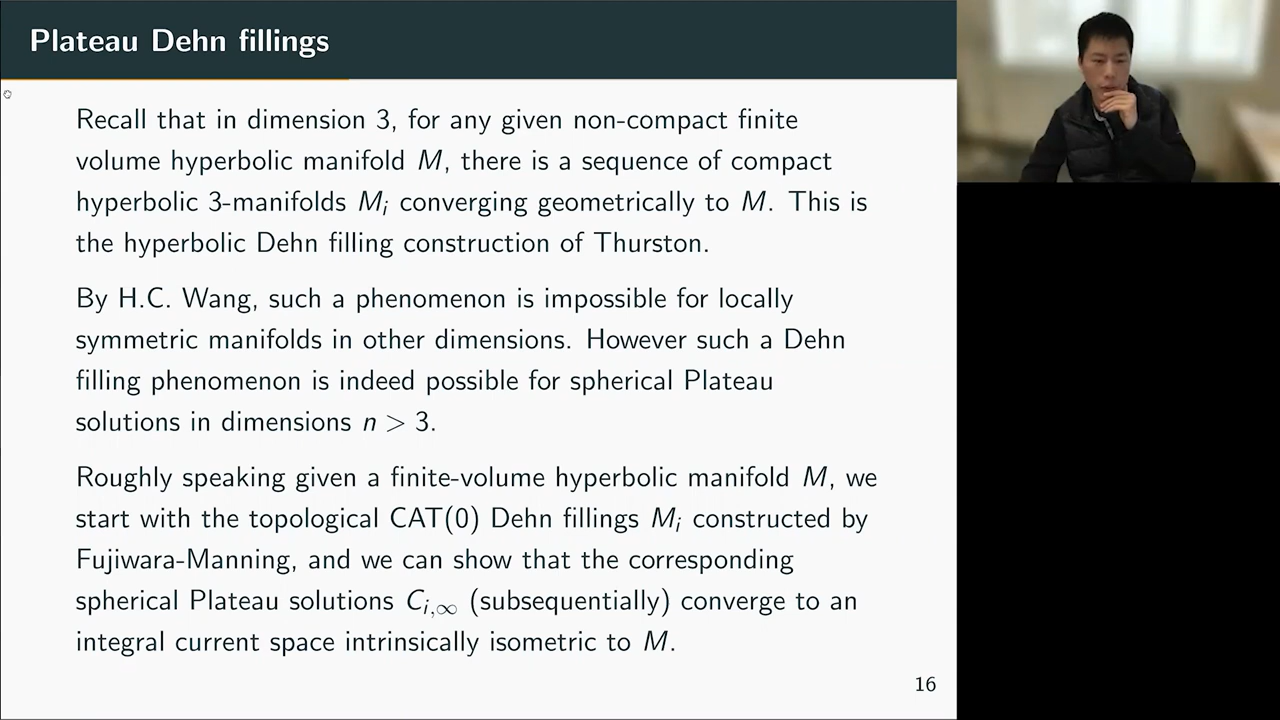 Plateau Dehn fillings
Recall that in dimension 3, for any given non-compact finite
volume hyperbolic manifold M, there is a sequence of compact
hyperbolic 3-manifolds Mᵢ converging geometrically to M. This is
the hyperbolic Dehn filling construction of Thurston.
By H.C. Wang, such a phenomenon is impossible for locally
symmetric manifolds in other dimensions. However such a Dehn
filling phenomenon is indeed possible for spherical Plateau
solutions in dimensions n > 3.
Roughly speaking given a finite-volume hyperbolic manifold M, we
start with the topological CAT(0) Dehn fillings Mᵢ constructed by
Fujiwara-Manning, and we can show that the corresponding
spherical Plateau solutions C_{i,∞} (subsequentially) converge to an
integral current space intrinsically isometric to M.
16